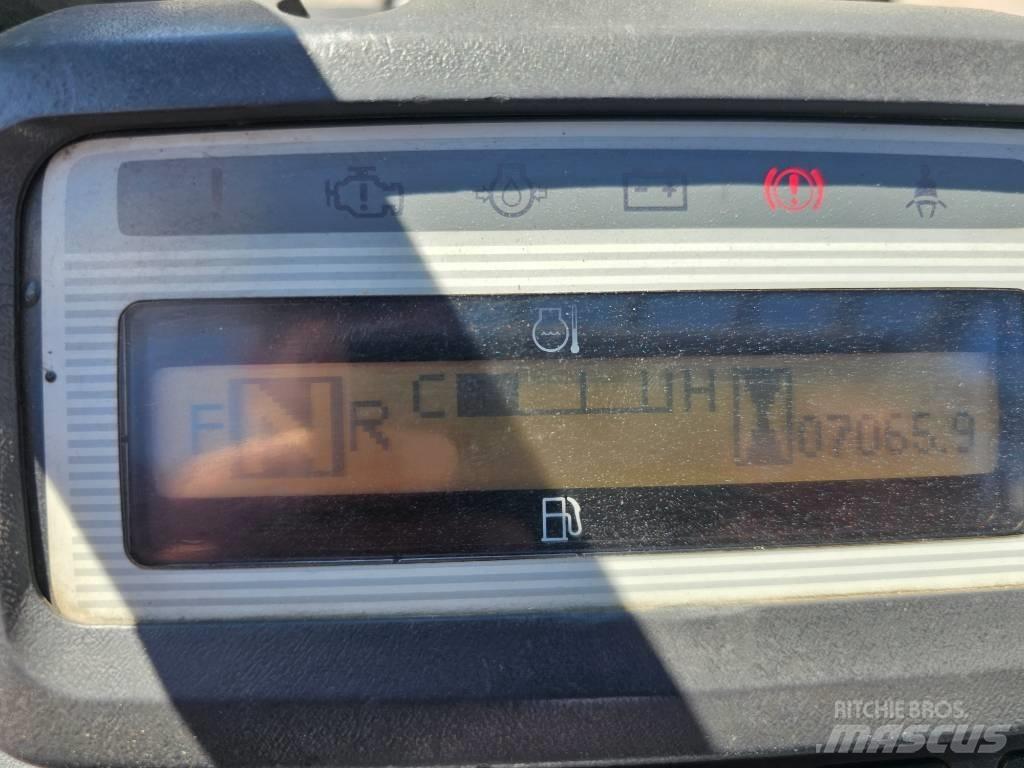 F N R C H 07065.9
RITCHIE BROS.
MASCUS